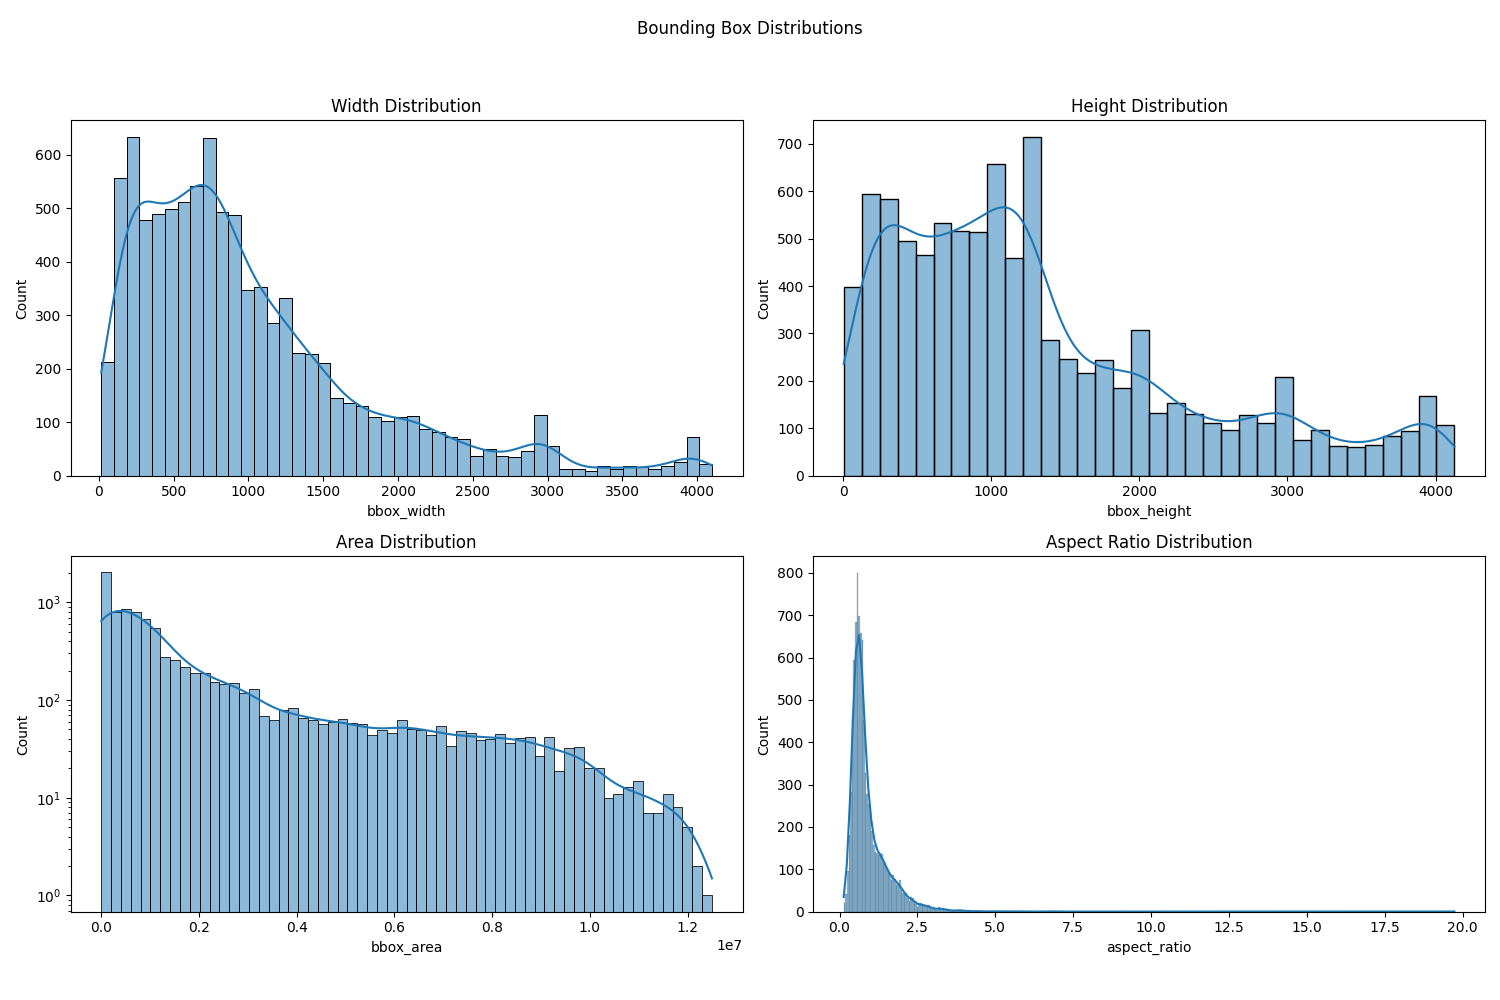 Bounding Box Distributions
Width Distribution
Count
600
500
400
300
200
100
0
0 500 1000 1500 2000 2500 3000 3500 4000
bbox_width
Height Distribution
Count
700
600
500
400
300
200
100
0
0 1000 2000 3000 4000
bbox_height
Area Distribution
Count
10³
10²
10¹
10⁰
0.0 0.2 0.4 0.6 0.8 1.0 1.2
1e7
bbox_area
Aspect Ratio Distribution
Count
800
700
600
500
400
300
200
100
0
0.0 2.5 5.0 7.5 10.0 12.5 15.0 17.5 20.0
aspect_ratio